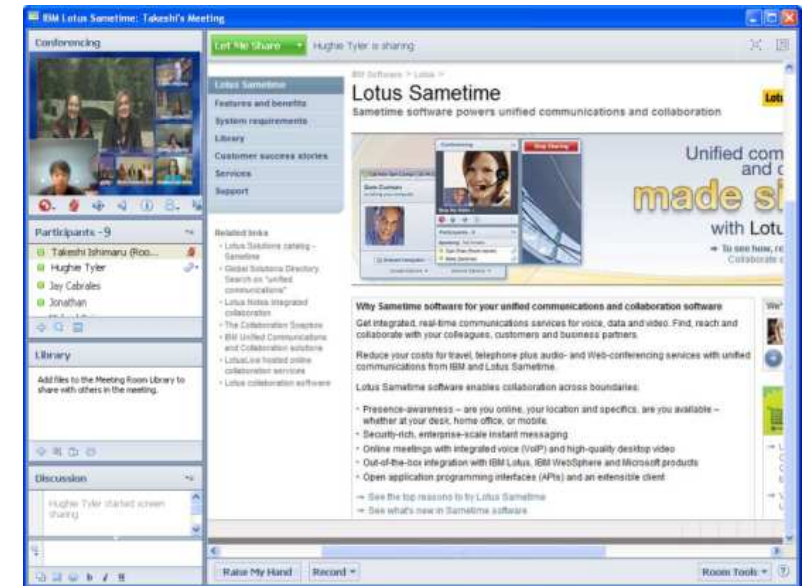 IBM Lotus Sametime: Takeshi's Meeting
Conferencing
Participants - 9
Takeshi Ishimaru (Roo...
Hughie Tyler
Jay Cabrales
Jonathan
Library
Add files to the Meeting Room Library to
share with others in the meeting.
Discussion
Hughie Tyler started screen
sharing
b i u
Let Me Share
Hughie Tyler is sharing
IBM Software > Lotus >
Lotus Sametime
Sametime software powers unified communications and collaboration
Lotus Sametime
Features and benefits
System requirements
Library
Customer success stories
Services
Support
Related links
Lotus Solutions catalog -
Sametime
Global Solutions Directory,
Search on "unified
communications"
Lotus Notes integrated
collaboration
The Collaboration Soapbox
IBM Unified Communications
and Collaboration solutions
LotusLive hosted online
collaboration services
Lotus collaboration software
Conferencing
Stop Sharing
Unified com
and c
made si
with Lotu
Why Sametime software for your unified communications and collaboration software
Get integrated, real-time communications services for voice, data and video. Find, reach and
collaborate with your colleagues, customers and business partners.
Reduce your costs for travel, telephone plus audio- and Web-conferencing services with unified
communications from IBM and Lotus Sametime.
Lotus Sametime software enables collaboration across boundaries:
Presence-awareness – are you online, your location and specifics, are you available –
whether at your desk, home office, or mobile.
Security-rich, enterprise-scale instant messaging
Online meetings with integrated voice (VoIP) and high-quality desktop video
Out-of-the-box integration with IBM Lotus, IBM WebSphere and Microsoft products
Open application programming interfaces (APIs) and an extensible client
→ See the top reasons to try Lotus Sametime
→ See what's new in Sametime software
Raise My Hand
Record
Room Tools